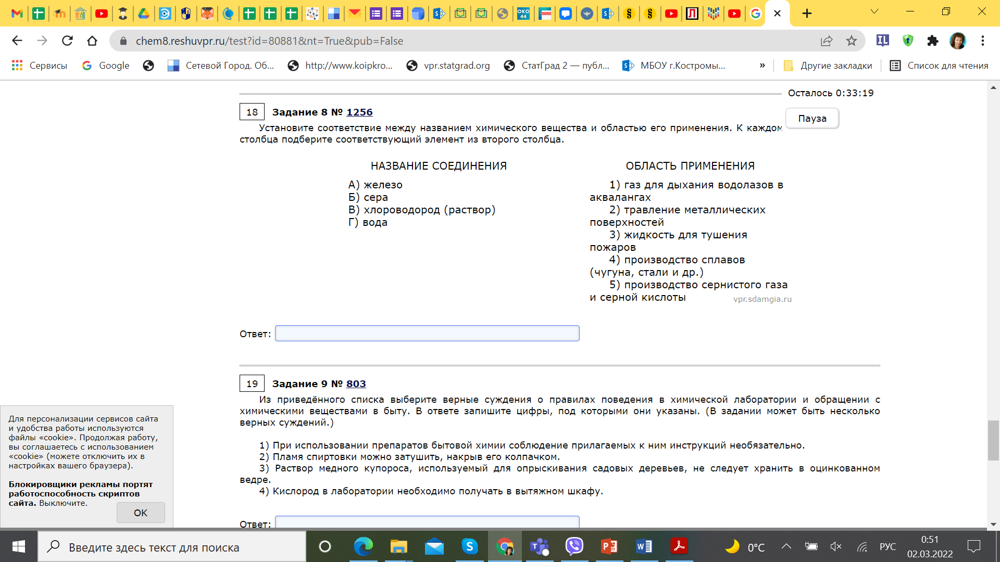 chem8.reshuvpr.ru/test?id=80881&nt=True&pub=False
Сервисы
Google
Сетевой Город. Об...
http://www.koipkro...
vpr.statgrad.org
СтатГрад 2 — публ...
МБОУ г.Костромы...
»
Другие закладки
Список для чтения
Осталось 0:33:19
Пауза
18 Задание 8 № 1256
Установите соответствие между названием химического вещества и областью его применения. К каждом
столбца подберите соответствующий элемент из второго столбца.
НАЗВАНИЕ СОЕДИНЕНИЯ
А) железо
Б) сера
В) хлороводород (раствор)
Г) вода
ОБЛАСТЬ ПРИМЕНЕНИЯ
1) газ для дыхания водолазов в
аквалангах
2) травление металлических
поверхностей
3) жидкость для тушения
пожаров
4) производство сплавов
(чугуна, стали и др.)
5) производство сернистого газа
и серной кислоты
vpr.sdamgia.ru
Ответ:
19 Задание 9 № 803
Из приведённого списка выберите верные суждения о правилах поведения в химической лаборатории и обращении с
химическими веществами в быту. В ответе запишите цифры, под которыми они указаны. (В задании может быть несколько
верных суждений.)
1) При использовании препаратов бытовой химии соблюдение прилагаемых к ним инструкций необязательно.
2) Пламя спиртовки можно затушить, накрыв его колпачком.
3) Раствор медного купороса, используемый для опрыскивания садовых деревьев, не следует хранить в оцинкованном
ведре.
4) Кислород в лаборатории необходимо получать в вытяжном шкафу.
Ответ:
Для персонализации сервисов сайта
и удобства работы используются
файлы «cookie». Продолжая работу,
вы соглашаетесь с использованием
«cookie» (можете отключить их в
настройках вашего браузера).
Блокировщики рекламы портят
работоспособность скриптов
сайта. Выключите.
OK
Введите здесь текст для поиска
0°C
РУС
0:51
02.03.2022